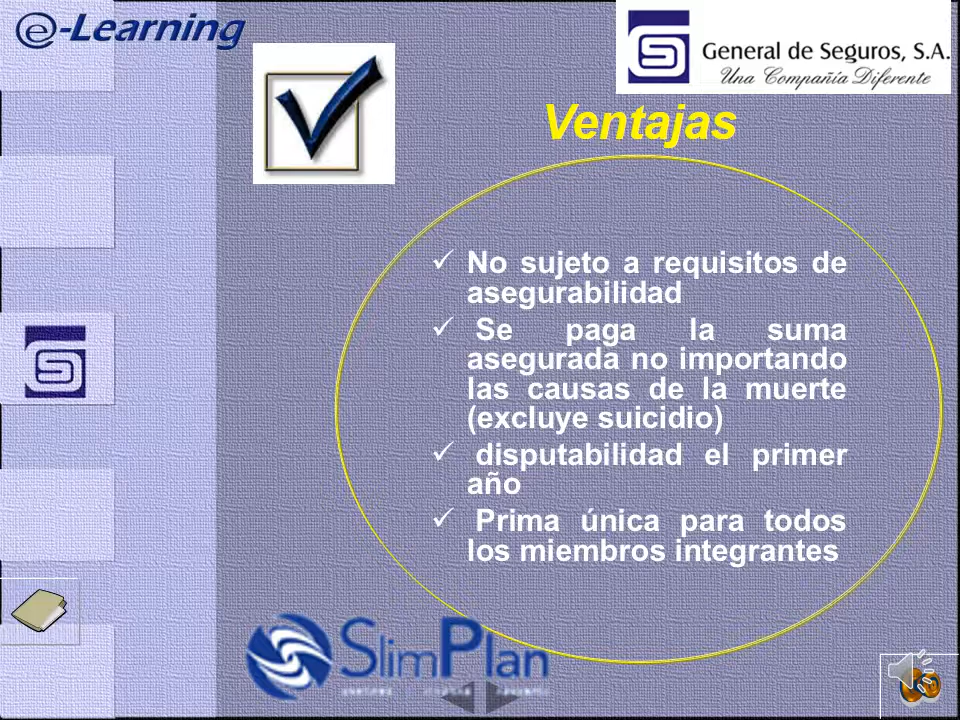 e-Learning
General de Seguros, S.A.
Una Compañía Diferente
Ventajas
No sujeto a requisitos de
asegurabilidad
Se paga la suma
asegurada no importando
las causas de la muerte
(excluye suicidio)
disputabilidad el primer
año
Prima única para todos
los miembros integrantes
SlimPlan